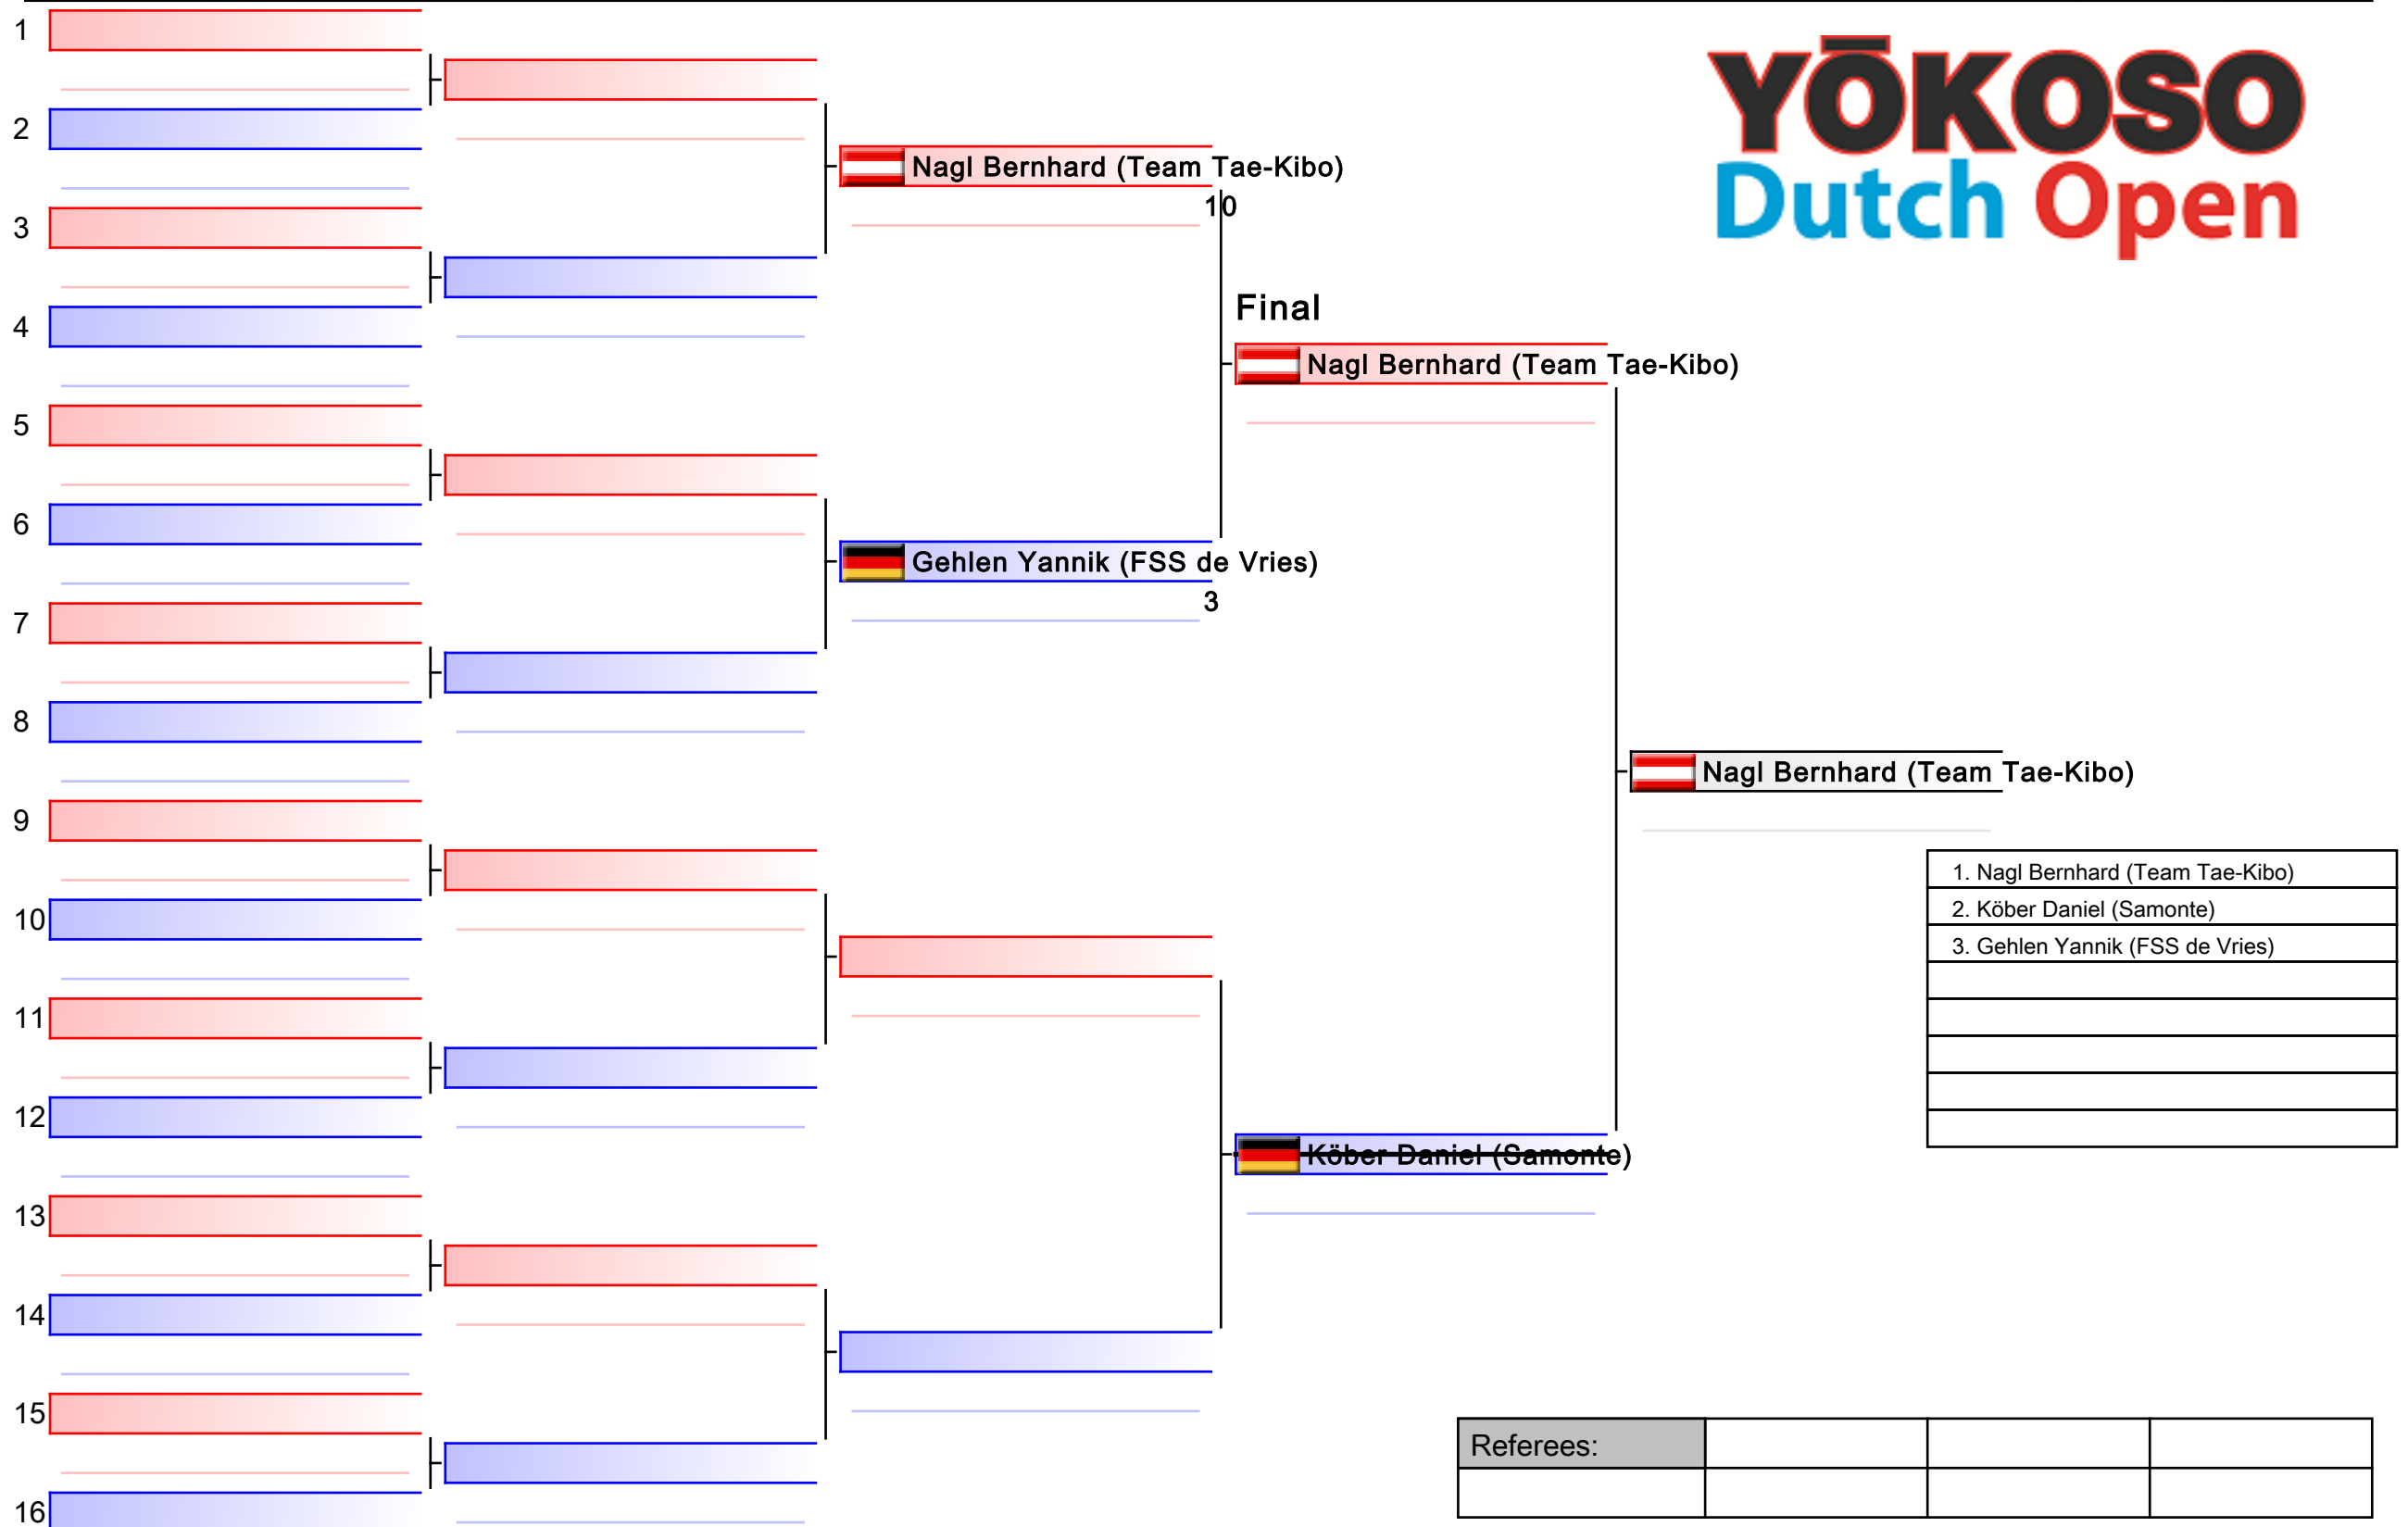 1
YŌKOSO
Dutch Open
2
Nagl Bernhard (Team Tae-Kibo)
10
3
Final
4
Nagl Bernhard (Team Tae-Kibo)
5
6
Gehlen Yannik (FSS de Vries)
3
7
8
Nagl Bernhard (Team Tae-Kibo)
9
1. Nagl Bernhard (Team Tae-Kibo)
2. Köber Daniel (Samonte)
3. Gehlen Yannik (FSS de Vries)
10
11
12
Köber Daniel (Samonte)
13
14
15
Referees:
16